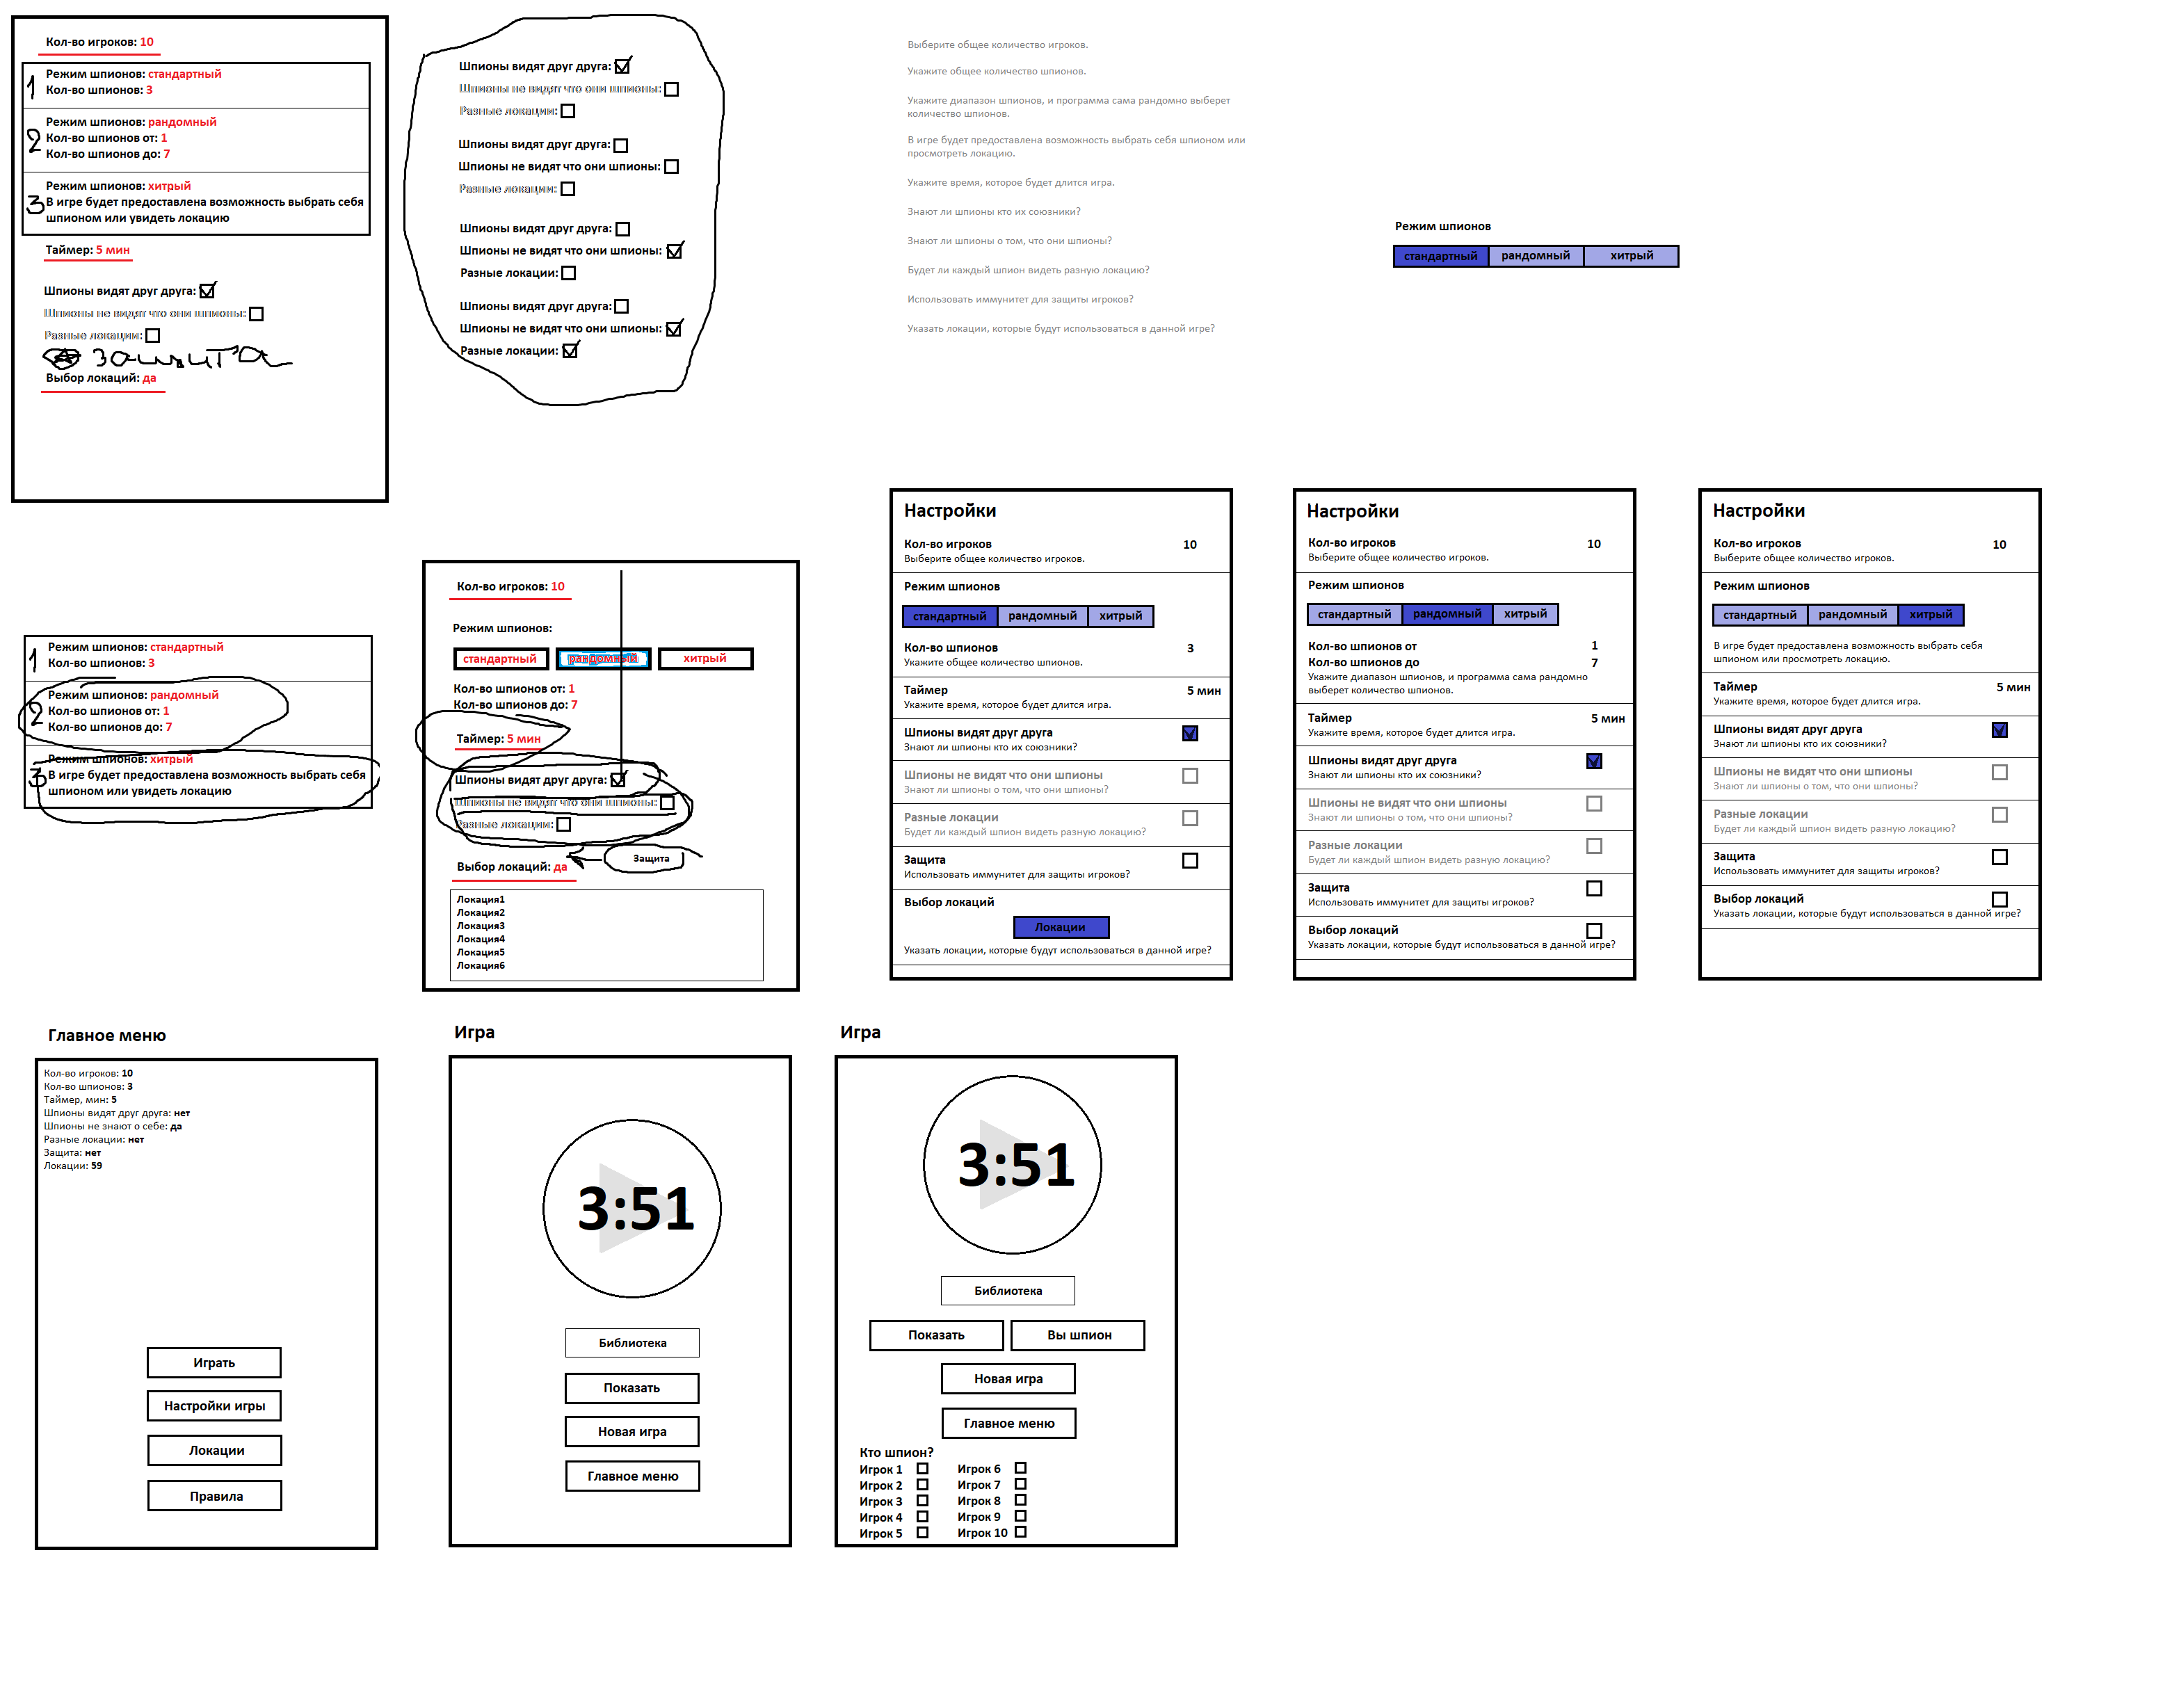 Кол-во игроков: 10
1
Режим шпионов: стандартный
Кол-во шпионов: 3
2
Режим шпионов: рандомный
Кол-во шпионов от: 1
Кол-во шпионов до: 7
3
Режим шпионов: хитрый
В игре будет предоставлена возможность выбрать себя
шпионом или увидеть локацию
Таймер: 5 мин
Шпионы видят друг друга:
Шпионы не видят что они шпионы:
Разные локации:
защита
Выбор локаций: да
Шпионы видят друг друга:
Шпионы не видят что они шпионы:
Разные локации:
Шпионы видят друг друга:
Шпионы не видят что они шпионы:
Разные локации:
Шпионы видят друг друга:
Шпионы не видят что они шпионы:
Разные локации:
Шпионы видят друг друга:
Шпионы не видят что они шпионы:
Разные локации:
Выберите общее количество игроков.
Укажите общее количество шпионов.
Укажите диапазон шпионов, и программа сама рандомно выберет
количество шпионов.
В игре будет предоставлена возможность выбрать себя шпионом или
просмотреть локацию.
Укажите время, которое будет длится игра.
Знают ли шпионы кто их союзники?
Знают ли шпионы о том, что они шпионы?
Будет ли каждый шпион видеть разную локацию?
Использовать иммунитет для защиты игроков?
Указать локации, которые будут использоваться в данной игре?
Режим шпионов
стандартный рандомный хитрый
1
Режим шпионов: стандартный
Кол-во шпионов: 3
2
Режим шпионов: рандомный
Кол-во шпионов от: 1
Кол-во шпионов до: 7
3
Режим шпионов: хитрый
В игре будет предоставлена возможность выбрать себя
шпионом или увидеть локацию
Кол-во игроков: 10
Режим шпионов:
стандартный рандомный хитрый
Кол-во шпионов от: 1
Кол-во шпионов до: 7
Таймер: 5 мин
Шпионы видят друг друга:
Шпионы не видят что они шпионы:
Разные локации:
Защита
Выбор локаций: да
Локация1
Локация2
Локация3
Локация4
Локация5
Локация6
Настройки
Кол-во игроков 10
Выберите общее количество игроков.
Режим шпионов
стандартный рандомный хитрый
Кол-во шпионов 3
Укажите общее количество шпионов.
Таймер 5 мин
Укажите время, которое будет длится игра.
Шпионы видят друг друга
Знают ли шпионы кто их союзники?
Шпионы не видят что они шпионы
Знают ли шпионы о том, что они шпионы?
Разные локации
Будет ли каждый шпион видеть разную локацию?
Защита
Использовать иммунитет для защиты игроков?
Выбор локаций
Локации
Указать локации, которые будут использоваться в данной игре?
Настройки
Кол-во игроков 10
Выберите общее количество игроков.
Режим шпионов
стандартный рандомный хитрый
Кол-во шпионов от 1
Кол-во шпионов до 7
Укажите диапазон шпионов, и программа сама рандомно
выберет количество шпионов.
Таймер 5 мин
Укажите время, которое будет длится игра.
Шпионы видят друг друга
Знают ли шпионы кто их союзники?
Шпионы не видят что они шпионы
Знают ли шпионы о том, что они шпионы?
Разные локации
Будет ли каждый шпион видеть разную локацию?
Защита
Использовать иммунитет для защиты игроков?
Выбор локаций
Указать локации, которые будут использоваться в данной игре?
Настройки
Кол-во игроков 10
Выберите общее количество игроков.
Режим шпионов
стандартный рандомный хитрый
В игре будет предоставлена возможность выбрать себя
шпионом или просмотреть локацию.
Таймер 5 мин
Укажите время, которое будет длится игра.
Шпионы видят друг друга
Знают ли шпионы кто их союзники?
Шпионы не видят что они шпионы
Знают ли шпионы о том, что они шпионы?
Разные локации
Будет ли каждый шпион видеть разную локацию?
Защита
Использовать иммунитет для защиты игроков?
Выбор локаций
Указать локации, которые будут использоваться в данной игре?
Главное меню
Кол-во игроков: 10
Кол-во шпионов: 3
Таймер, мин: 5
Шпионы видят друг друга: нет
Шпионы не знают о себе: да
Разные локации: нет
Защита: нет
Локации: 59
Играть
Настройки игры
Локации
Правила
Игра
3:51
Библиотека
Показать
Новая игра
Главное меню
Игра
3:51
Библиотека
Показать Вы шпион
Новая игра
Главное меню
Кто шпион?
Игрок 1 Игрок 6
Игрок 2 Игрок 7
Игрок 3 Игрок 8
Игрок 4 Игрок 9
Игрок 5 Игрок 10